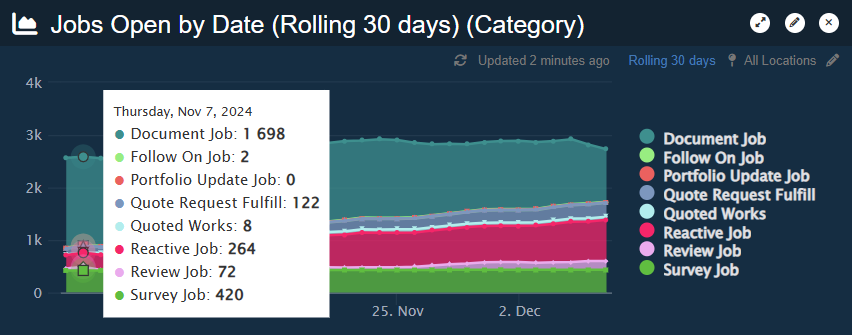 Jobs Open by Date (Rolling 30 days) (Category)
Updated 2 minutes ago Rolling 30 days All Locations
4k
3k
2k
1k
0
Thursday, Nov 7, 2024
Document Job: 1 698
Follow On Job: 2
Portfolio Update Job: 0
Quote Request Fulfill: 122
Quoted Works: 8
Reactive Job: 264
Review Job: 72
Survey Job: 420
25. Nov
2. Dec
Document Job
Follow On Job
Portfolio Update Job
Quote Request Fulfill
Quoted Works
Reactive Job
Review Job
Survey Job